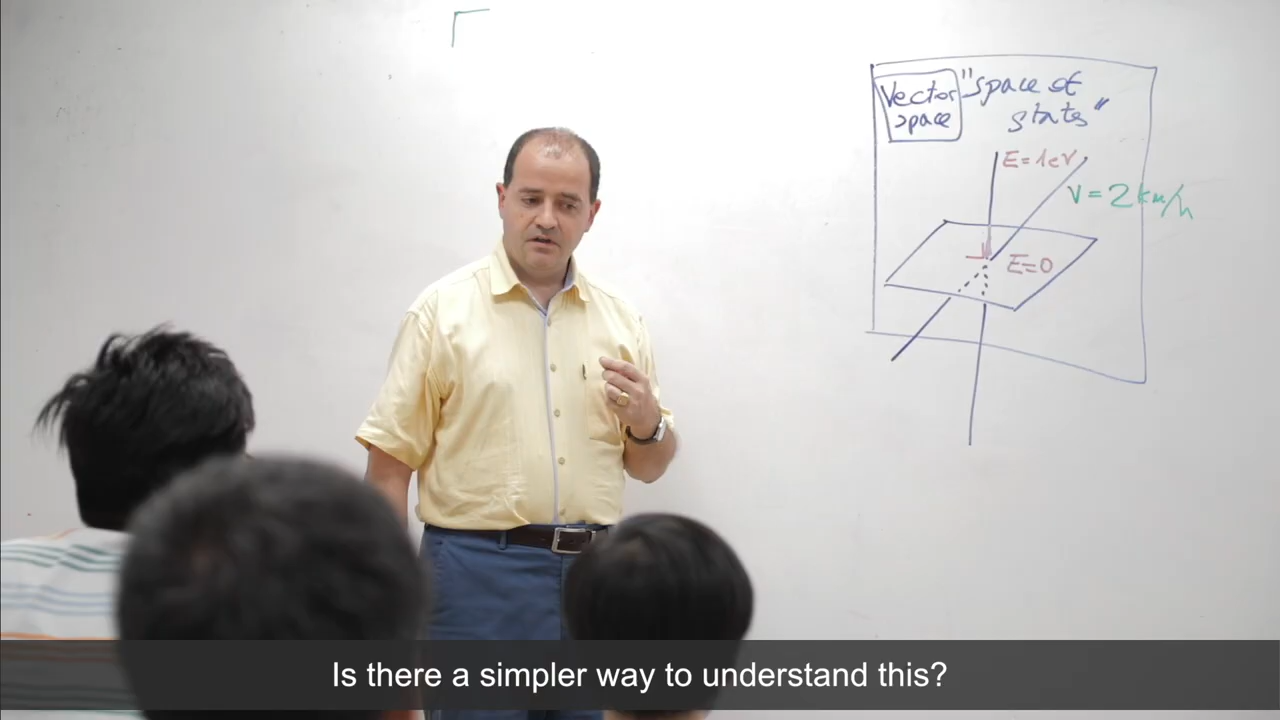 Vector
space
"space of
states"
E=1eV
v=2km/h
E=0
Is there a simpler way to understand this?